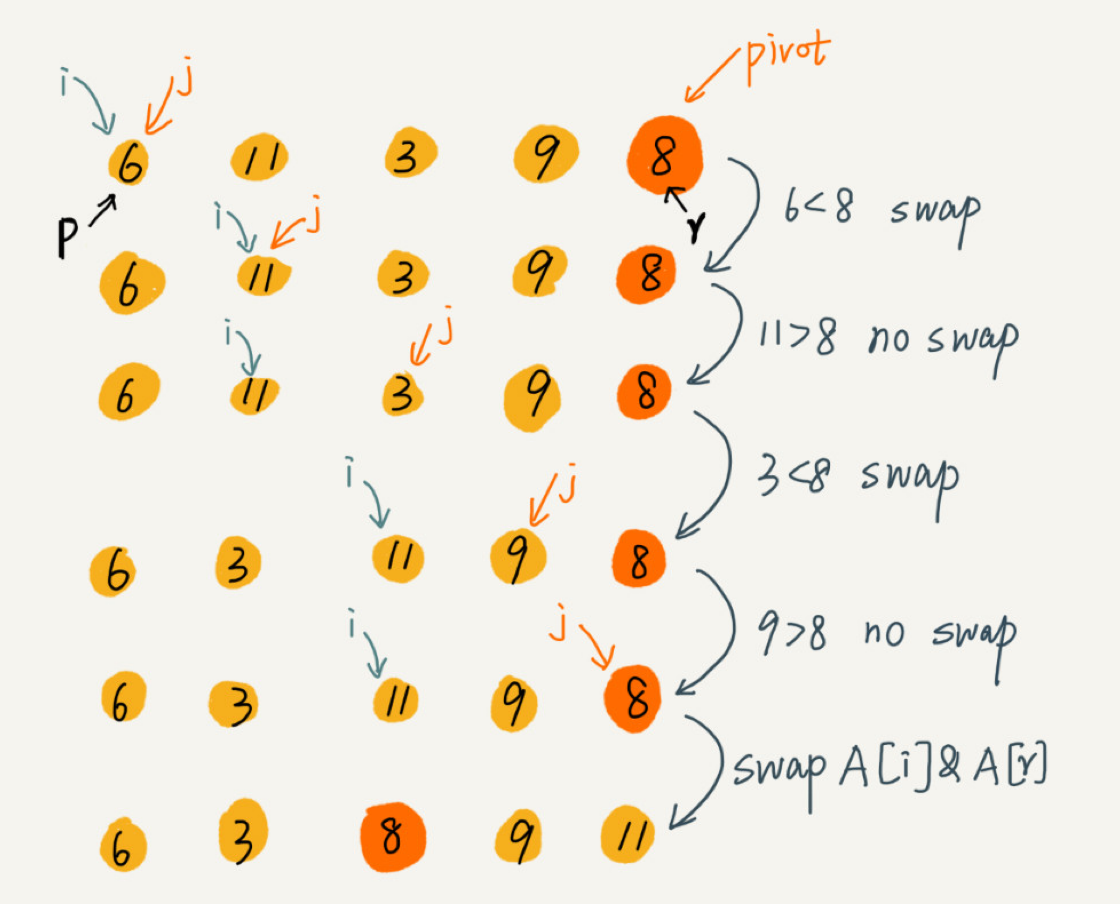 pivot
i j
6 11 3 9 8
p i j r
6<8 swap
6 11 3 9 8
i j
11>8 no swap
6 11 3 9 8
i j
3<8 swap
6 3 11 9 8
i j
9>8 no swap
6 3 11 9 8
swap A[i]& A[r]
6 3 8 9 11